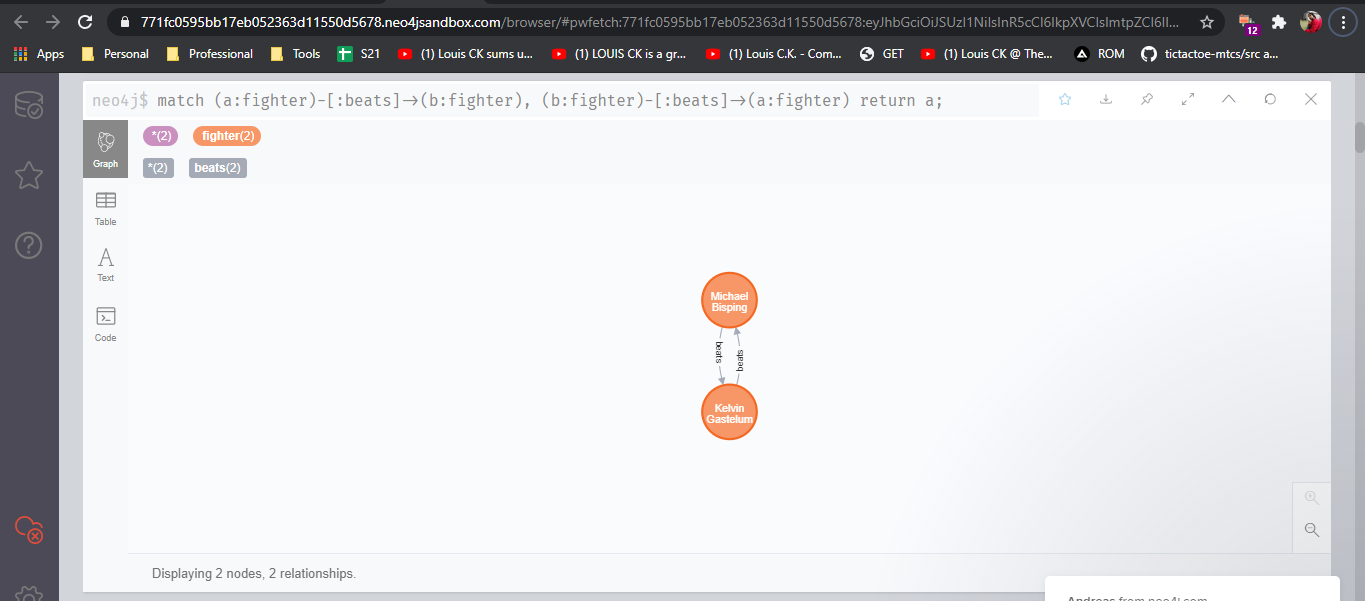 771fc0595bb17eb052363d11550d5678.neo4jsandbox.com/browser/#pwfetch:771fc0595bb17eb052363d11550d5678:eyJhbGciOiJSUzI1NiIsInR5cCI6IkpXVCIsImtpZCI6Il...
12
Apps Personal Professional Tools S21 (1) Louis CK sums u... (1) LOUIS CK is a gr... (1) Louis C.K. - Com... GET (1) Louis CK @ The... ROM tictactoe-mtcs/src a...
neo4j$ match (a:fighter)-[:beats]→(b:fighter), (b:fighter)-[:beats]→(a:fighter) return a;
*(2) fighter(2)
Graph
*(2) beats(2)
Table
Text
Code
Michael
Bisping
beats
beats
Kelvin
Gastelum
Displaying 2 nodes, 2 relationships.
Andreas from neo4j.com